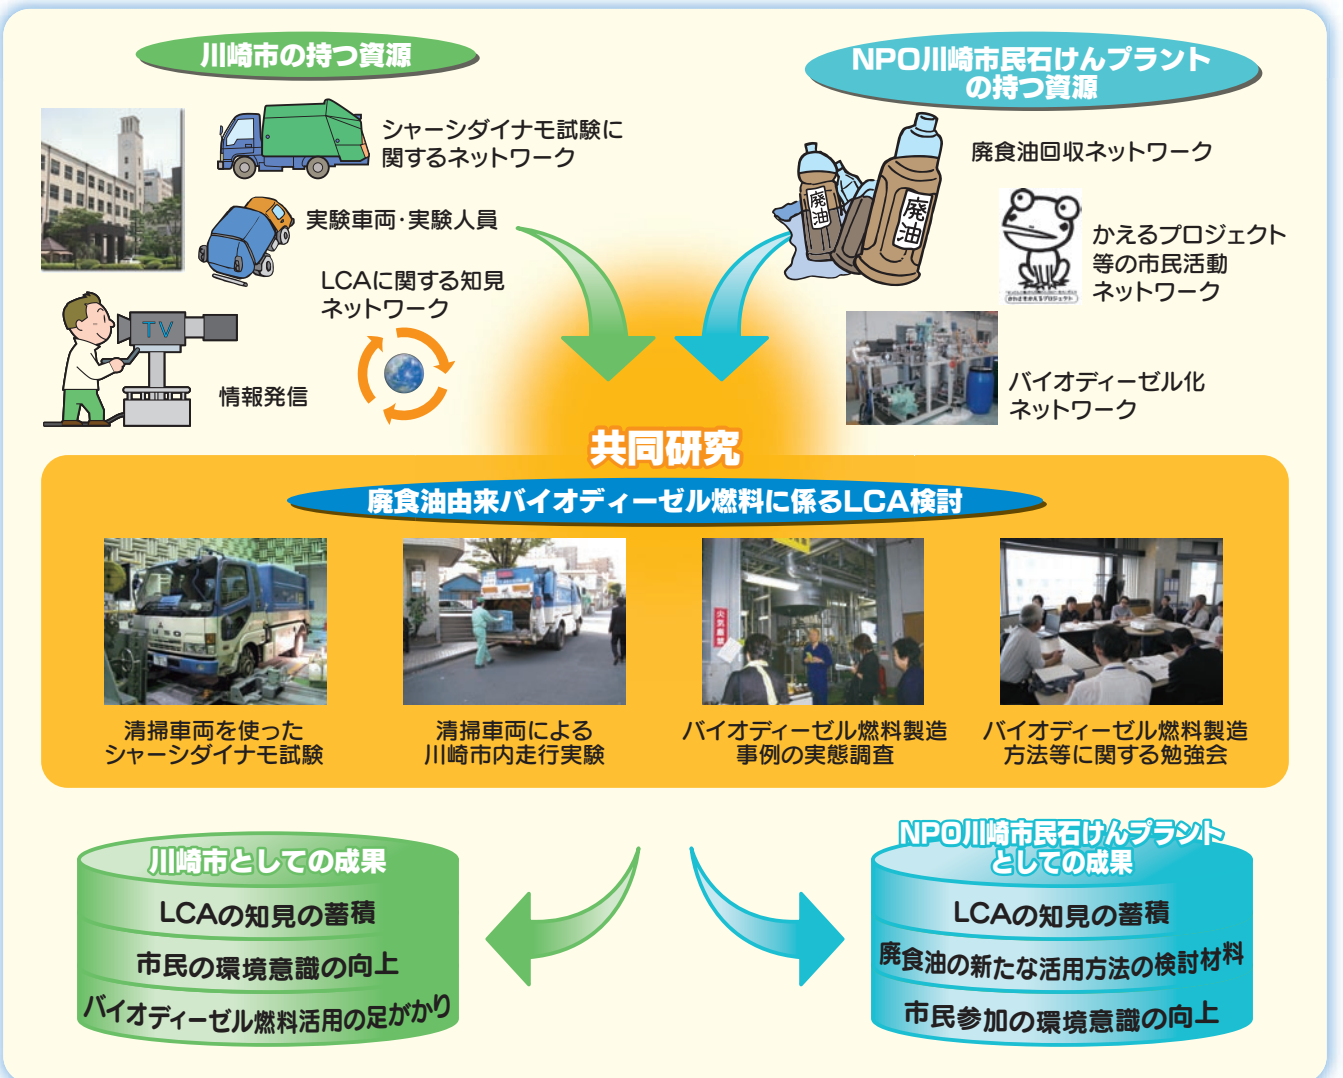 川崎市の持つ資源
シャーシダイナモ試験に
関するネットワーク
実験車両・実験人員
LCAに関する知見
ネットワーク
TV
情報発信
NPO川崎市民石けんプラント
の持つ資源
廃油
廃油
廃食油回収ネットワーク
かえるプロジェクト
等の市民活動
ネットワーク
かわさきかえるプロジェクト
バイオディーゼル化
ネットワーク
共同研究
廃食油由来バイオディーゼル燃料に係るLCA検討
火気厳禁
清掃車両を使った
シャーシダイナモ試験
清掃車両による
川崎市内走行実験
バイオディーゼル燃料製造
事例の実態調査
バイオディーゼル燃料製造
方法等に関する勉強会
川崎市としての成果
LCAの知見の蓄積
市民の環境意識の向上
バイオディーゼル燃料活用の足がかり
NPO川崎市民石けんプラント
としての成果
LCAの知見の蓄積
廃食油の新たな活用方法の検討材料
市民参加の環境意識の向上